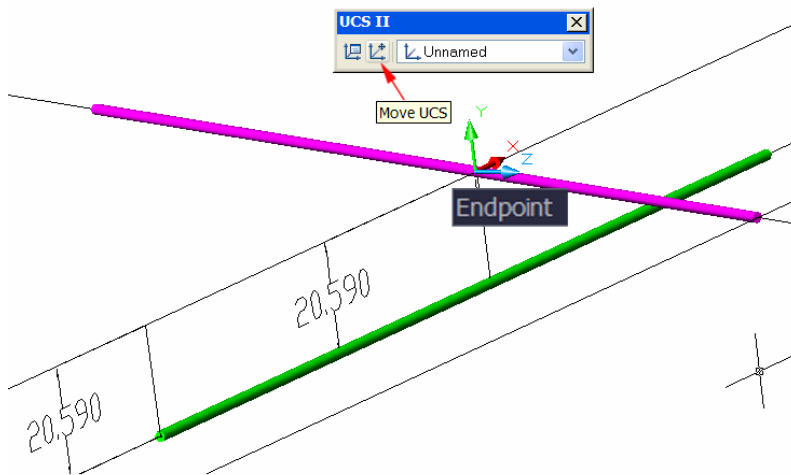 UCS II
Unnamed
Move UCS
Y
X
Z
Endpoint
20,590
20,590